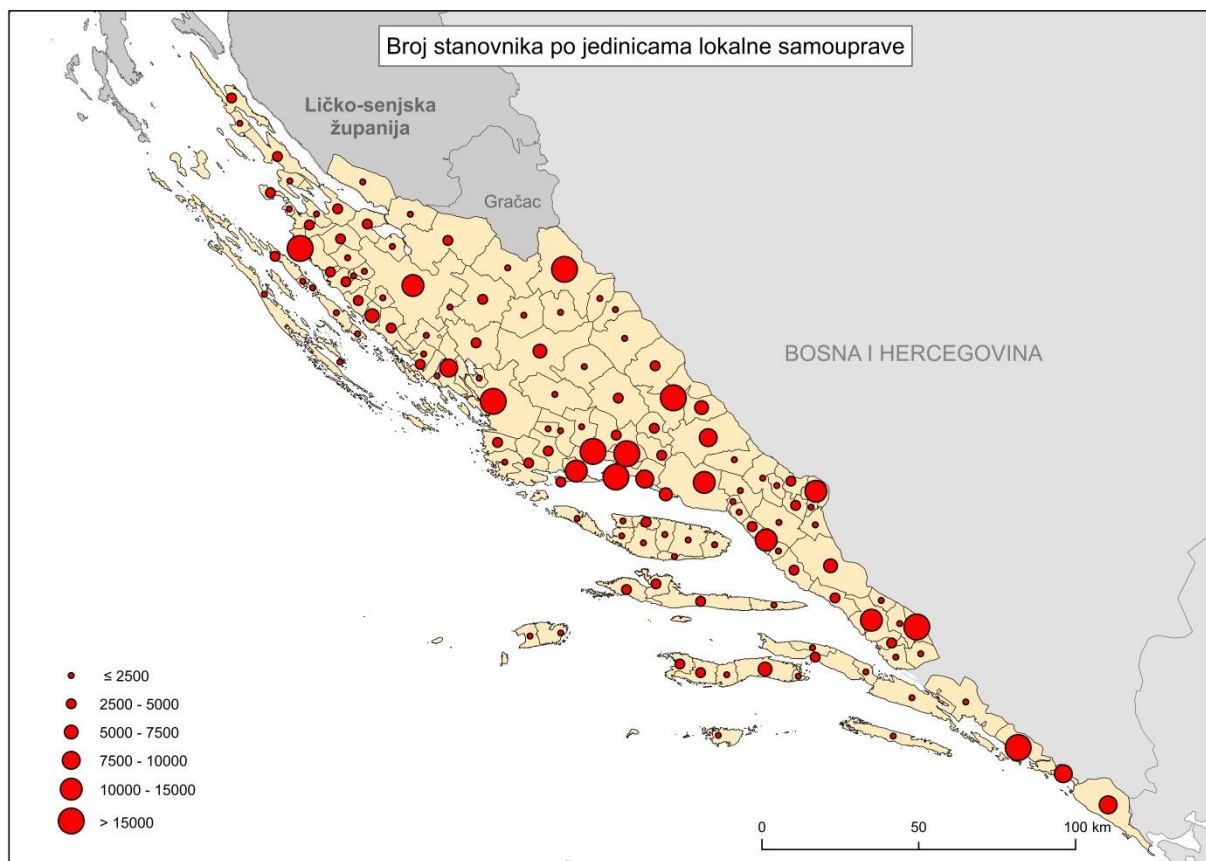 Broj stanovnika po jedinicama lokalne samouprave
Ličko-senjska
županija
Gračac
BOSNA I HERCEGOVINA
≤ 2500
2500 - 5000
5000 - 7500
7500 - 10000
10000 - 15000
> 15000
0 50 100 km